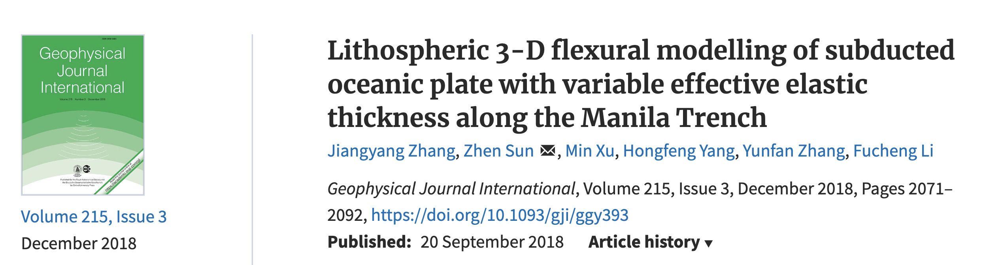 ISSN 0956-540X
Geophysical
Journal
International
Volume 215 Number 3 December 2018
Published for the Royal Astronomical Society and
the Deutsche Geophysikalische Gesellschaft
by Oxford University Press
Read this journal online at
https://academic.oup.com/gji
Volume 215, Issue 3
December 2018
Lithospheric 3-D flexural modelling of subducted
oceanic plate with variable effective elastic
thickness along the Manila Trench
Jiangyang Zhang, Zhen Sun ✉, Min Xu, Hongfeng Yang, Yunfan Zhang, Fucheng Li
Geophysical Journal International, Volume 215, Issue 3, December 2018, Pages 2071–
2092, https://doi.org/10.1093/gji/ggy393
Published: 20 September 2018 Article history ▼